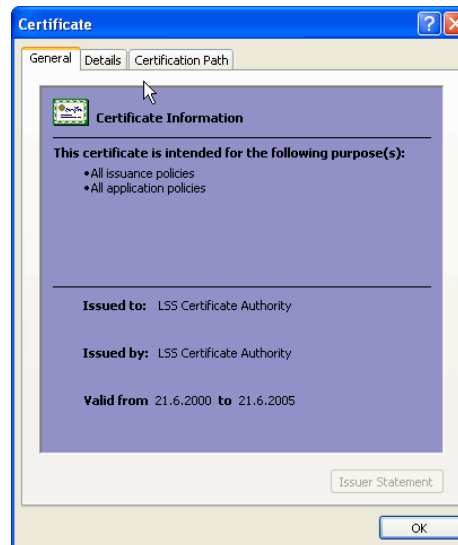 Certificate
General Details Certification Path
Certificate Information
This certificate is intended for the following purpose(s):
•All issuance policies
•All application policies
Issued to: LSS Certificate Authority
Issued by: LSS Certificate Authority
Valid from 21.6.2000 to 21.6.2005
Issuer Statement
OK